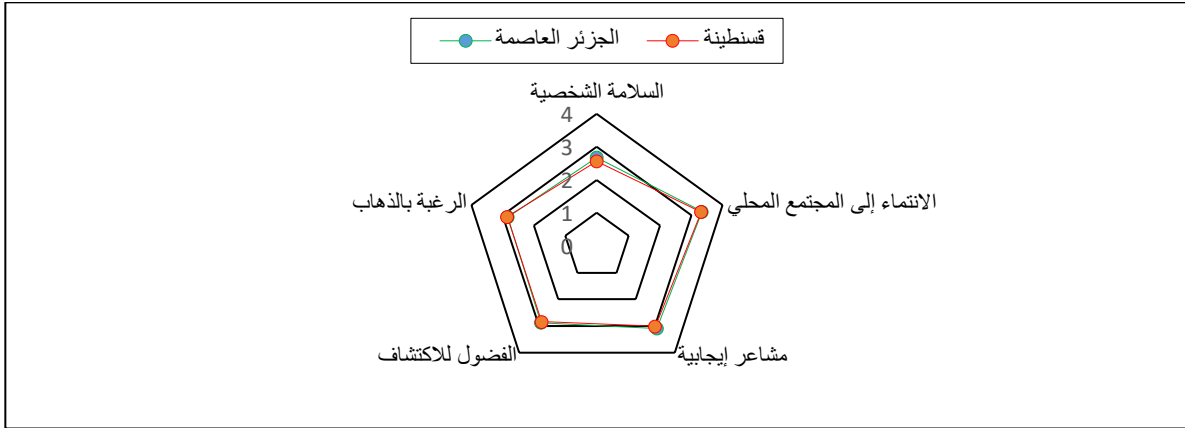 الجزئر العاصمة
قسنطينة
السلامة الشخصية
4
3
2
1
0
الانتماء إلى المجتمع المحلي
الرغبة بالذهاب
مشاعر إيجابية
الفضول للاكتشاف